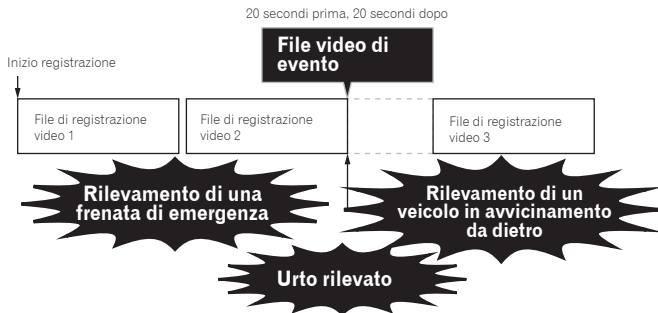 20 secondi prima, 20 secondi dopo
File video di
evento
Inizio registrazione
File di registrazione
video 1
File di registrazione
video 2
File di registrazione
video 3
Rilevamento di una
frenata di emergenza
Rilevamento di un
veicolo in avvicinamento
da dietro
Urto rilevato